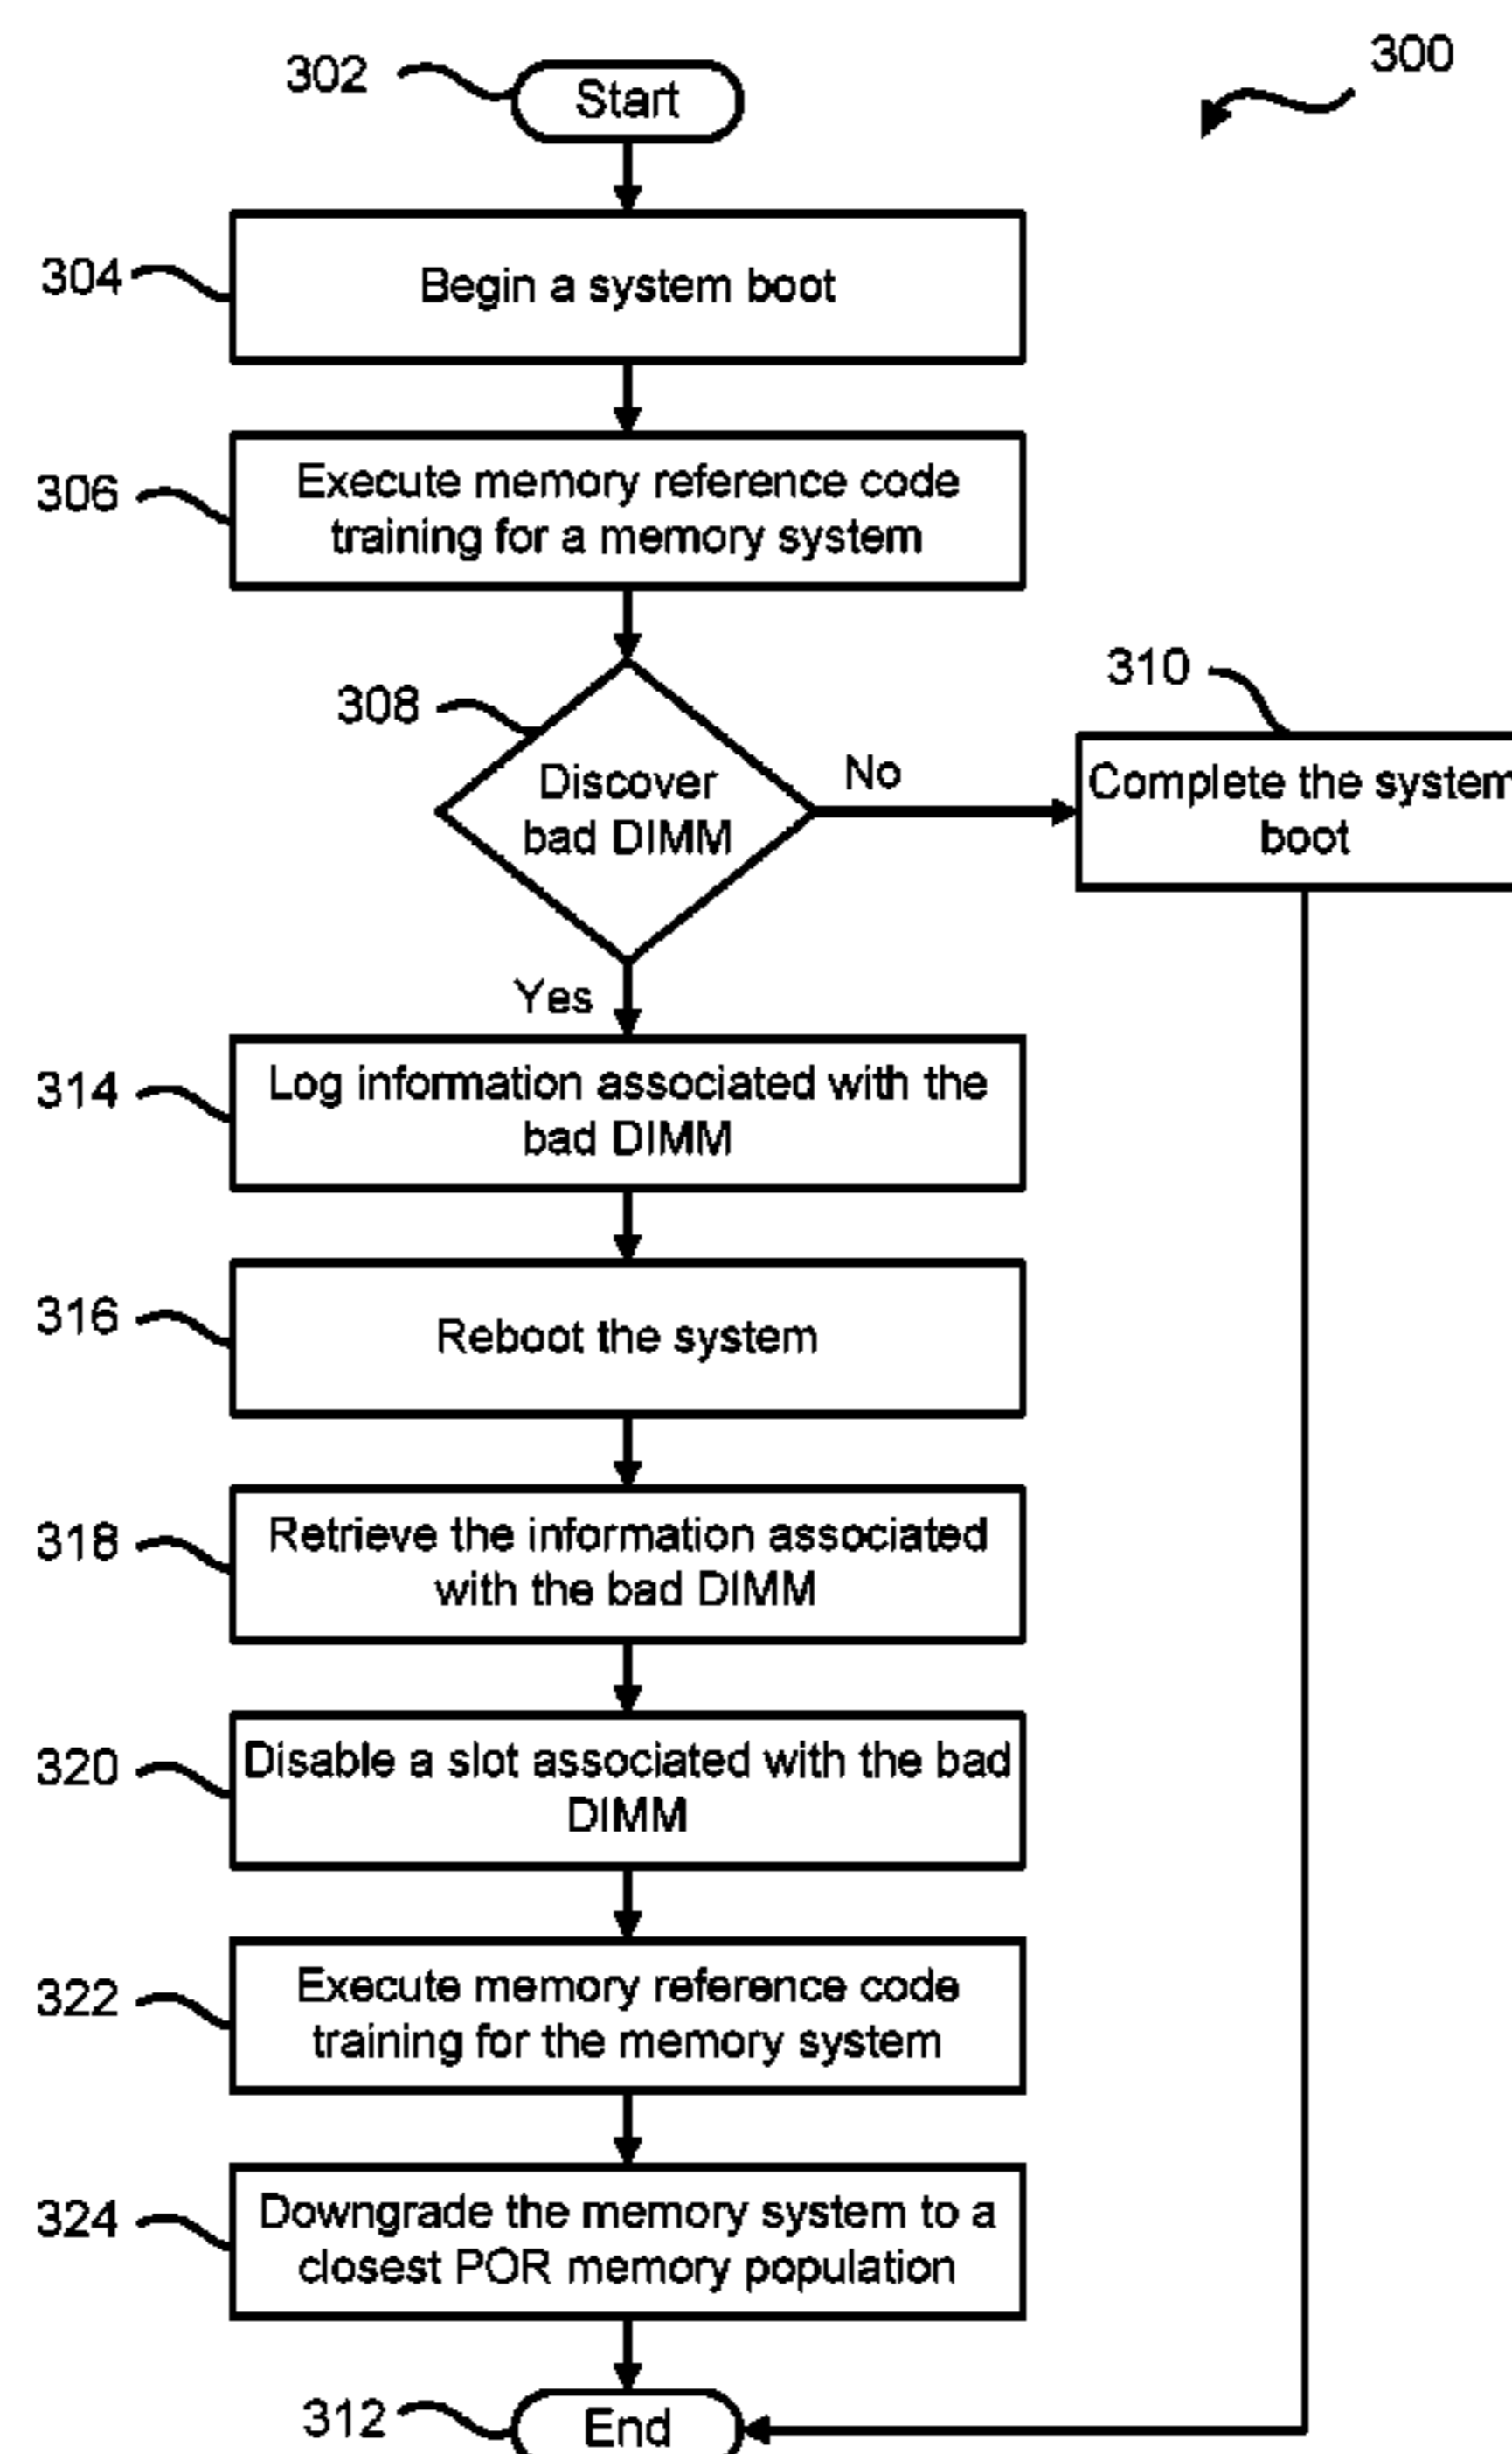 300
302
Start
304
Begin a system boot
306
Execute memory reference code
training for a memory system
308
Discover
bad DIMM
No
310
Complete the system
boot
Yes
314
Log information associated with the
bad DIMM
316
Reboot the system
318
Retrieve the information associated
with the bad DIMM
320
Disable a slot associated with the bad
DIMM
322
Execute memory reference code
training for the memory system
324
Downgrade the memory system to a
closest POR memory population
312
End